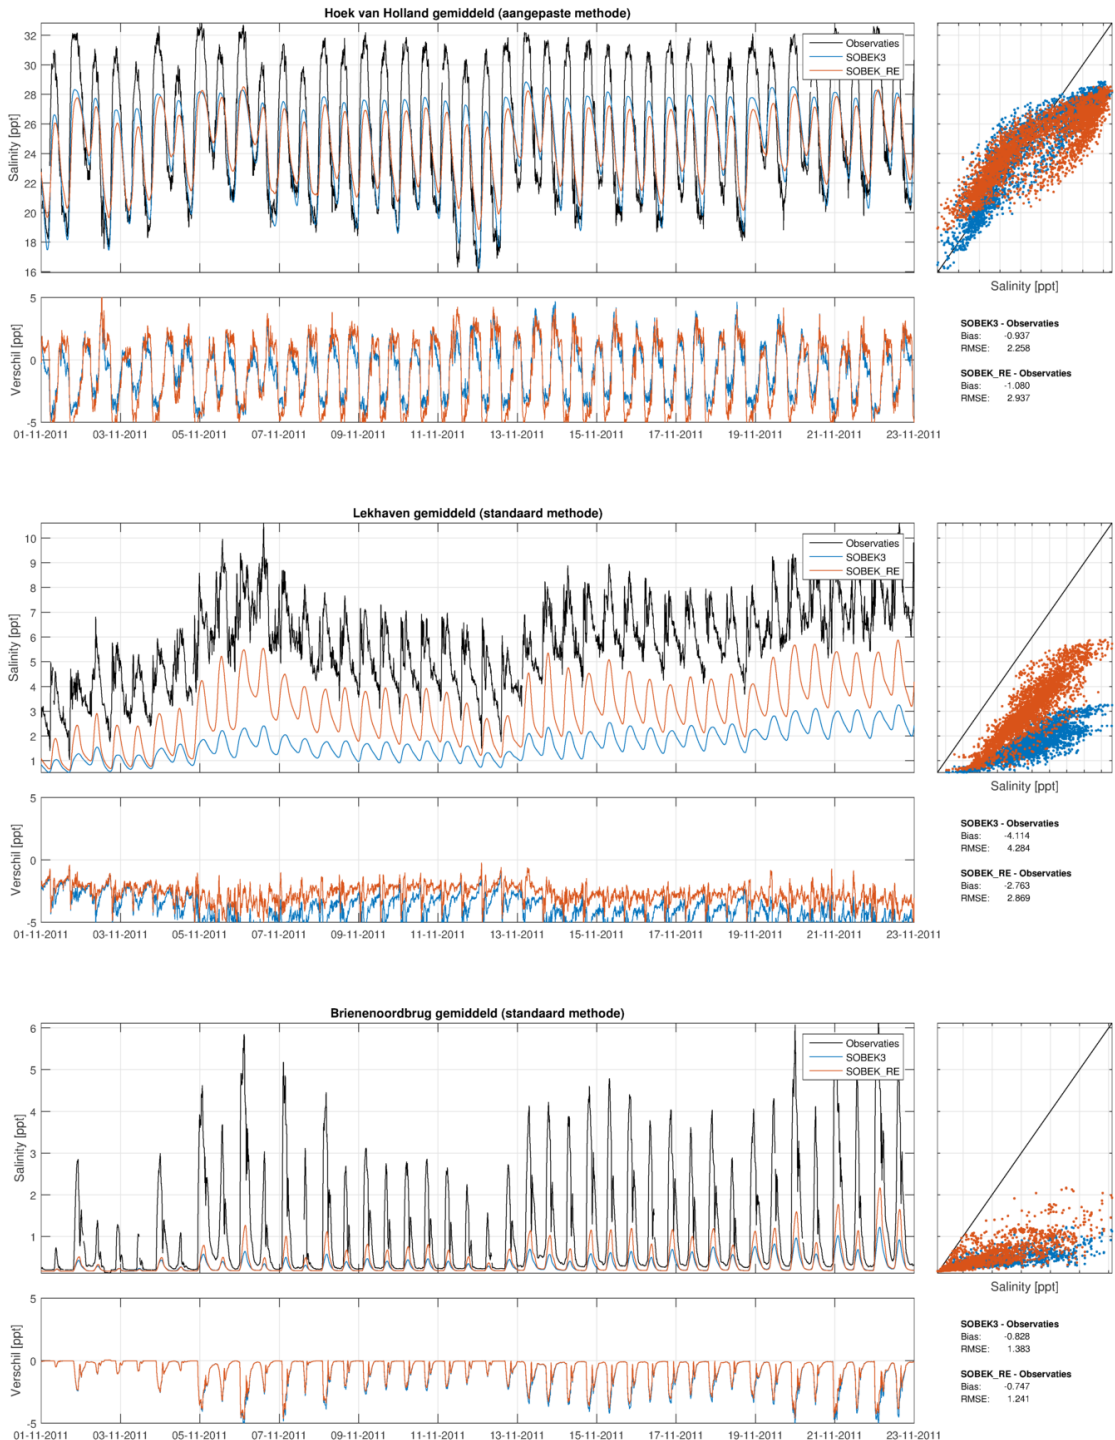 Hoek van Holland gemiddeld (aangepaste methode)
32
30
28
26
24
22
20
18
16
Salinity [ppt]
Observaties
SOBEK3
SOBEK_RE
Salinity [ppt]
5
0
-5
Verschil [ppt]
01-11-2011 03-11-2011 05-11-2011 07-11-2011 09-11-2011 11-11-2011 13-11-2011 15-11-2011 17-11-2011 19-11-2011 21-11-2011 23-11-2011
SOBEK3 - Observaties
Bias: -0.937
RMSE: 2.258
SOBEK_RE - Observaties
Bias: -1.080
RMSE: 2.937
Lekhaven gemiddeld (standaard methode)
10
9
8
7
6
5
4
3
2
1
Salinity [ppt]
Observaties
SOBEK3
SOBEK_RE
Salinity [ppt]
5
0
-5
Verschil [ppt]
01-11-2011 03-11-2011 05-11-2011 07-11-2011 09-11-2011 11-11-2011 13-11-2011 15-11-2011 17-11-2011 19-11-2011 21-11-2011 23-11-2011
SOBEK3 - Observaties
Bias: -4.114
RMSE: 4.284
SOBEK_RE - Observaties
Bias: -2.763
RMSE: 2.869
Brienenoordbrug gemiddeld (standaard methode)
6
5
4
3
2
1
Salinity [ppt]
Observaties
SOBEK3
SOBEK_RE
Salinity [ppt]
5
0
-5
Verschil [ppt]
01-11-2011 03-11-2011 05-11-2011 07-11-2011 09-11-2011 11-11-2011 13-11-2011 15-11-2011 17-11-2011 19-11-2011 21-11-2011 23-11-2011
SOBEK3 - Observaties
Bias: -0.828
RMSE: 1.383
SOBEK_RE - Observaties
Bias: -0.747
RMSE: 1.241